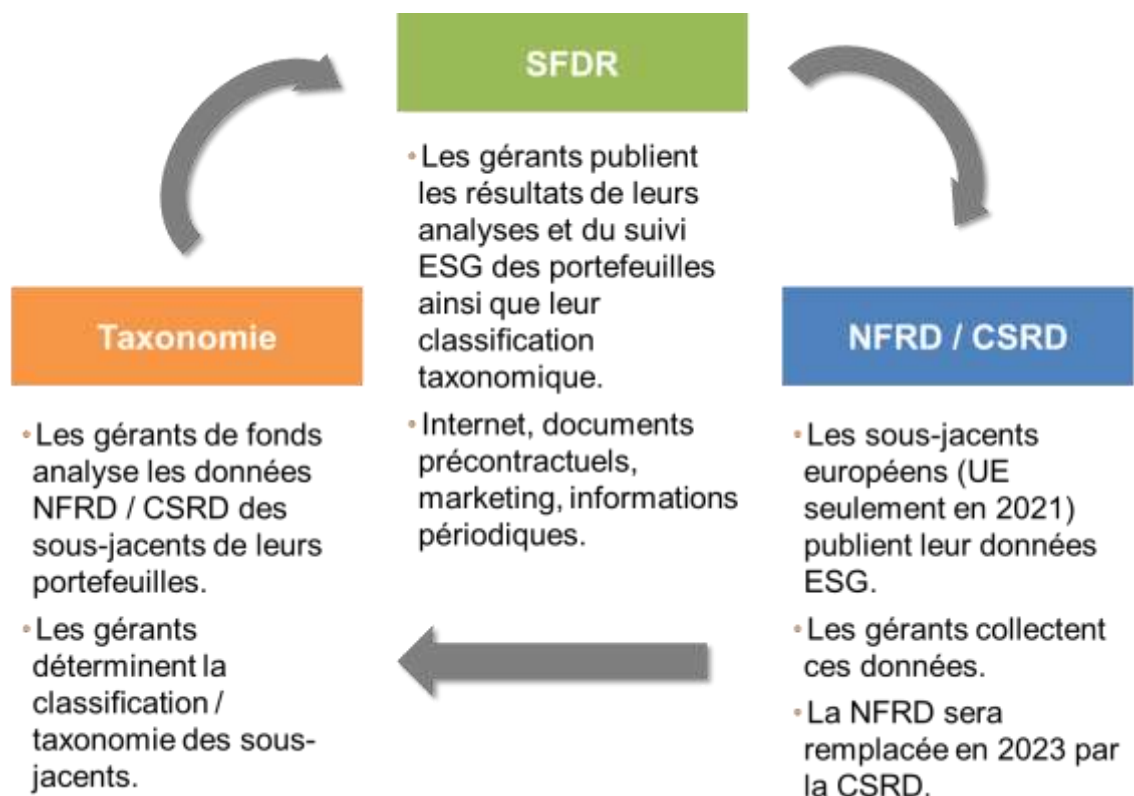 SFDR
• Les gérants publient
les résultats de leurs
analyses et du suivi
ESG des portefeuilles
ainsi que leur
classification
taxonomique.
• Internet, documents
précontractuels,
marketing, informations
périodiques.
Taxonomie
• Les gérants de fonds
analyse les données
NFRD / CSRD des
sous-jacents de leurs
portefeuilles.
• Les gérants
déterminent la
classification /
taxonomie des sous-
jacents.
NFRD / CSRD
• Les sous-jacents
européens (UE
seulement en 2021)
publient leur données
ESG.
• Les gérants collectent
ces données.
• La NFRD sera
remplacée en 2023 par
la CSRD.